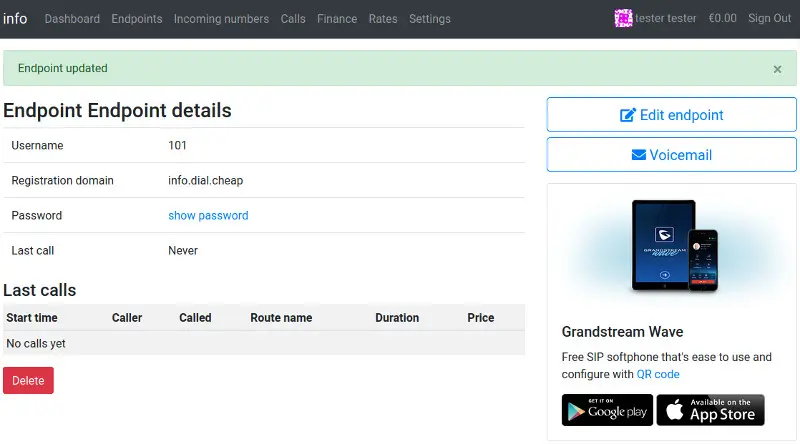 info Dashboard Endpoints Incoming numbers Calls Finance Rates Settings tester tester €0.00 Sign Out
Endpoint updated ×
Endpoint Endpoint details
Username 101
Registration domain info.dial.cheap
Password show password
Last call Never
Last calls
Start time Caller Called Route name Duration Price
No calls yet
Delete
Edit endpoint
Voicemail
GRANDSTREAM
wave
Grandstream Wave
Free SIP softphone that's easy to use and
configure with QR code
GET IT ON
Google play
Available on the
App Store